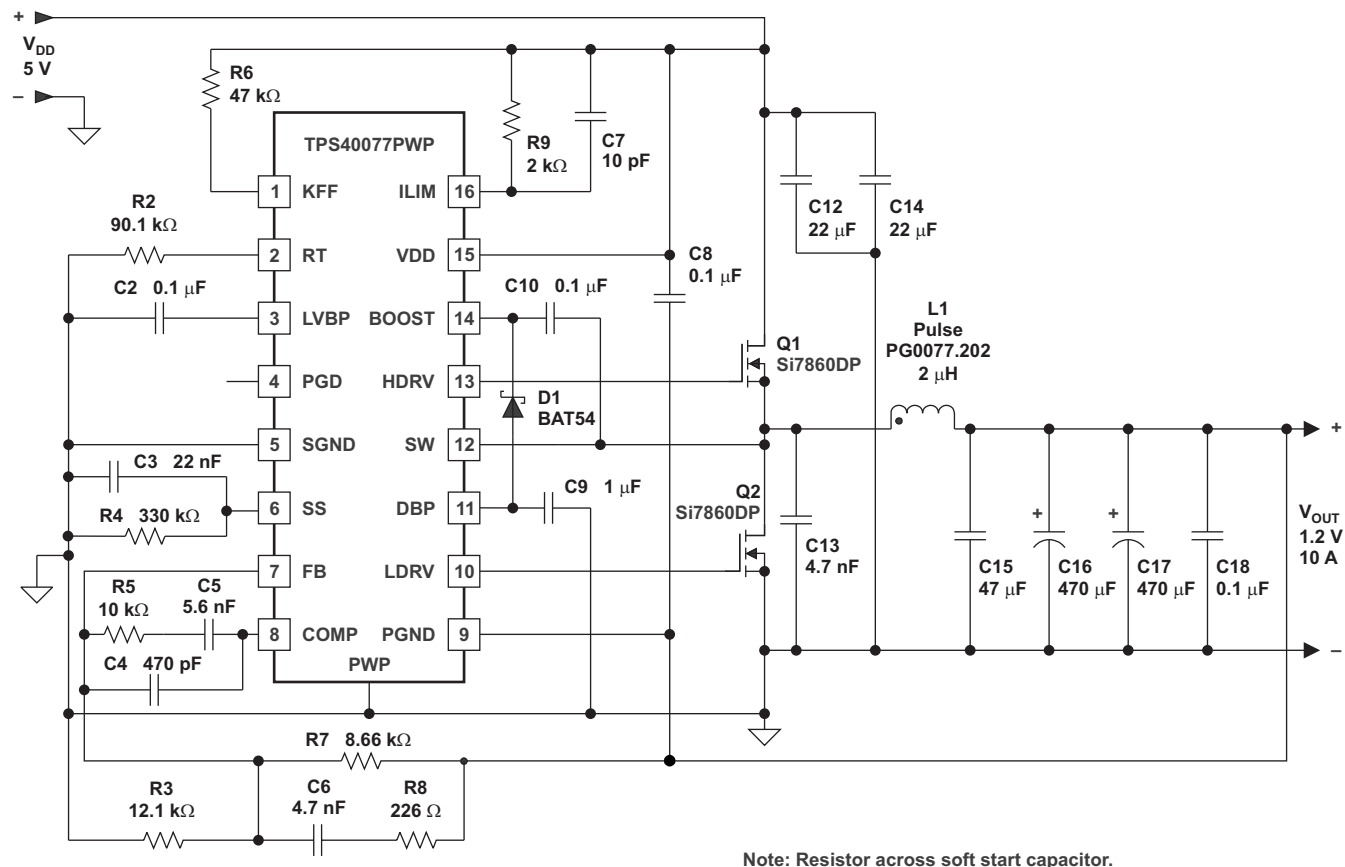 +
V_DD
5 V
–
R6
47 kΩ
TPS40077PWP
R9
2 kΩ
C7
10 pF
1 KFF ILIM 16
R2
90.1 kΩ
2 RT VDD 15
C12
22 μF
C14
22 μF
C8
0.1 μF
C2 0.1 μF
C10 0.1 μF
3 LVBP BOOST 14
L1
Pulse
PG0077.202
2 μH
Q1
Si7860DP
4 PGD HDRV 13
D1
BAT54
5 SGND SW 12
+
C3 22 nF
C9 1 μF
Q2
Si7860DP
6 SS DBP 11
R4 330 kΩ
+
+
V_OUT
1.2 V
10 A
C13
4.7 nF
C15
47 μF
C16
470 μF
C17
470 μF
C18
0.1 μF
7 FB LDRV 10
R5
10 kΩ
C5
5.6 nF
8 COMP PGND 9
–
C4 470 pF
PWP
R7 8.66 kΩ
R3
12.1 kΩ
C6
4.7 nF
R8
226 Ω
Note: Resistor across soft start capacitor.